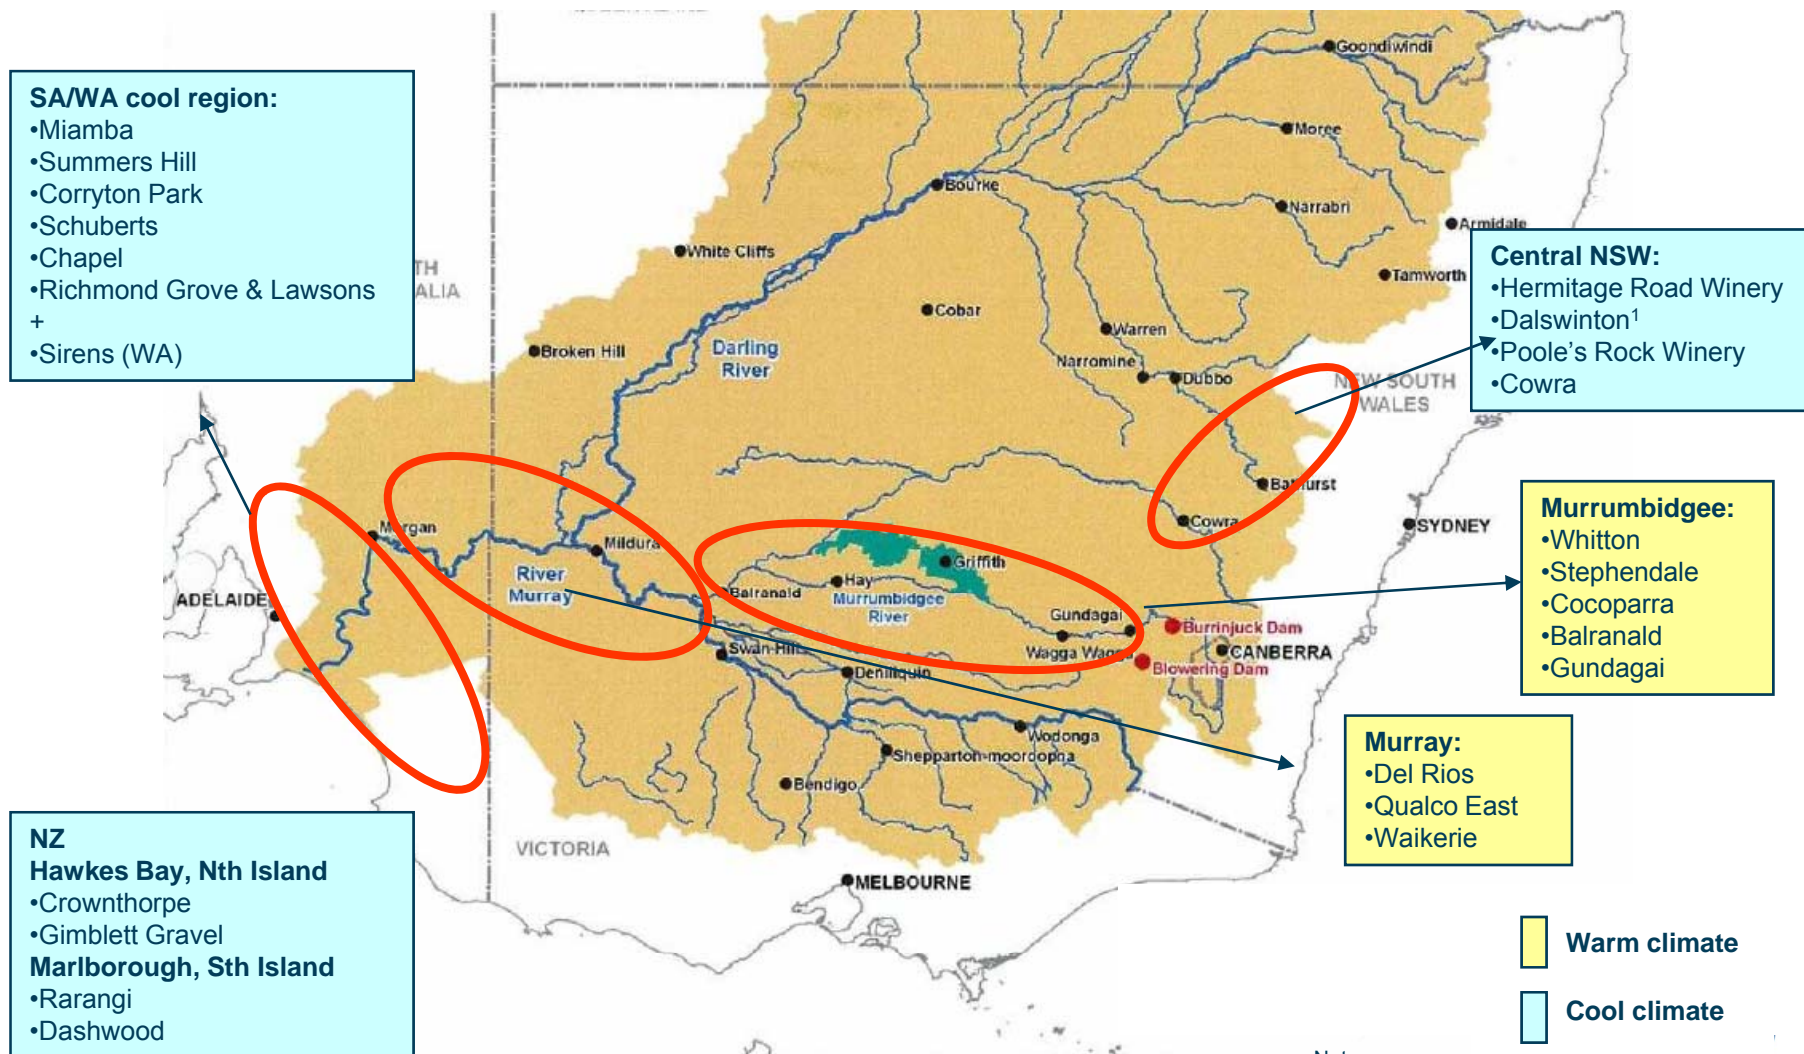 SA/WA cool region:
•Miamba
•Summers Hill
•Corryton Park
•Schuberts
•Chapel
•Richmond Grove & Lawsons
+
•Sirens (WA)
Goondiwindi
Moree
Bourke
Narrabri
Armidale
White Cliffs
Tamworth
TH
ALIA
Cobar
Warren
Broken Hill
Darling
River
Narromine
Dubbo
NEW SOUTH
WALES
Central NSW:
•Hermitage Road Winery
•Dalswinton¹
•Poole's Rock Winery
•Cowra
Bathurst
Cowra
SYDNEY
Morgan
Mildura
Griffith
River
Murray
Hay
Balranald
Murrumbidgee
River
ADELAIDE
Gundagai
Burrinjuck Dam
Wagga Wagga
CANBERRA
Swan Hill
Blowering Dam
Deniliquin
Murrumbidgee:
•Whitton
•Stephendale
•Cocoparra
•Balranald
•Gundagai
Wodonga
Shepparton-mooroopna
Bendigo
Murray:
•Del Rios
•Qualco East
•Waikerie
VICTORIA
MELBOURNE
NZ
Hawkes Bay, Nth Island
•Crownthorpe
•Gimblett Gravel
Marlborough, Sth Island
•Rarangi
•Dashwood
Warm climate
Cool climate